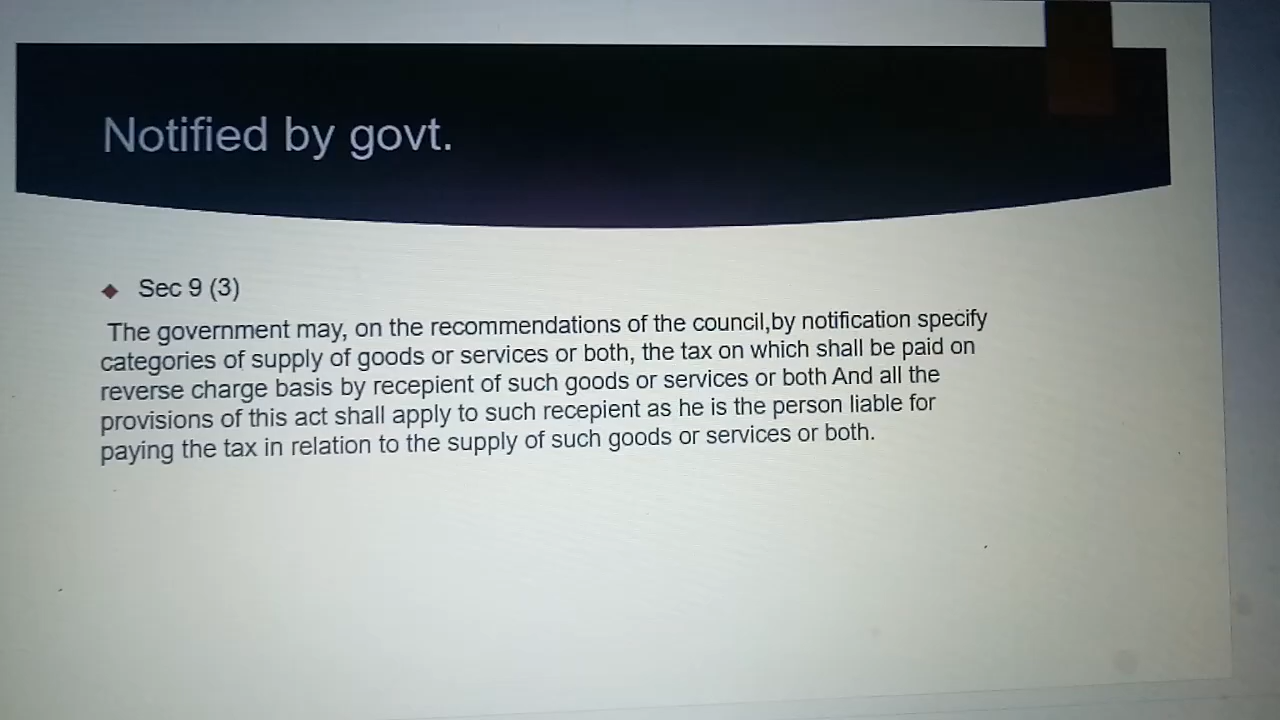 Notified by govt.
Sec 9 (3)
The government may, on the recommendations of the council,by notification specify
categories of supply of goods or services or both, the tax on which shall be paid on
reverse charge basis by recepient of such goods or services or both And all the
provisions of this act shall apply to such recepient as he is the person liable for
paying the tax in relation to the supply of such goods or services or both.